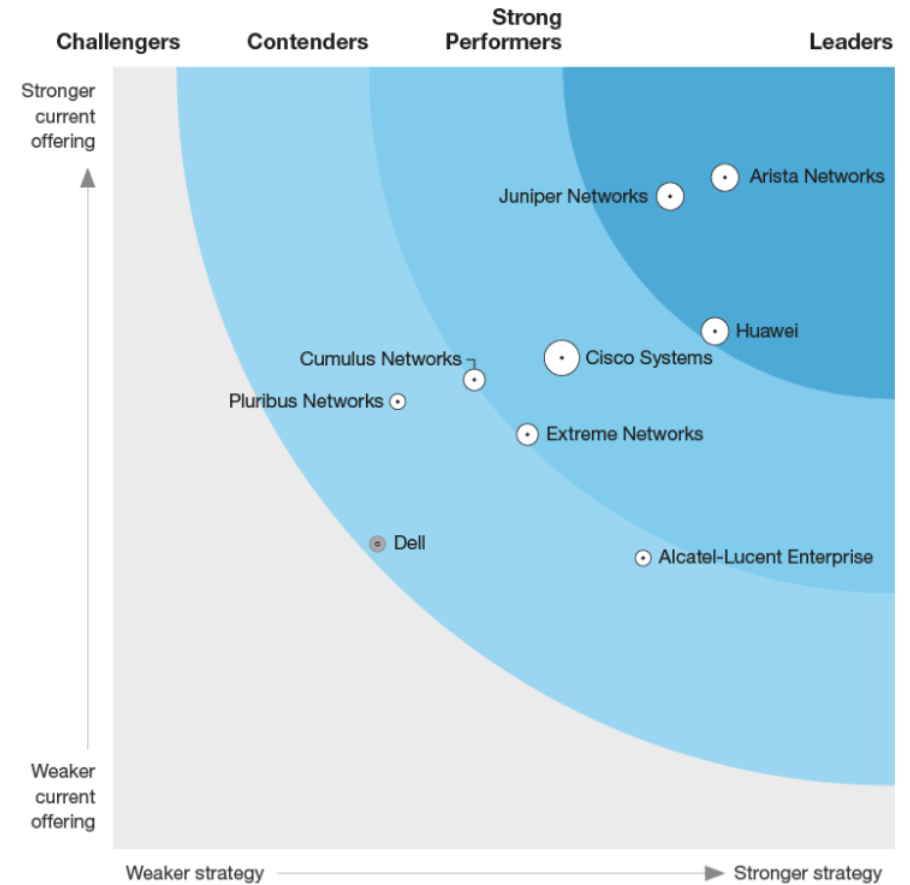 Strong
Challengers Contenders Performers Leaders
Stronger
current
offering
Arista Networks
Juniper Networks
Huawei
Cumulus Networks
Cisco Systems
Pluribus Networks
Extreme Networks
Dell
Alcatel-Lucent Enterprise
Weaker
current
offering
Weaker strategy
Stronger strategy